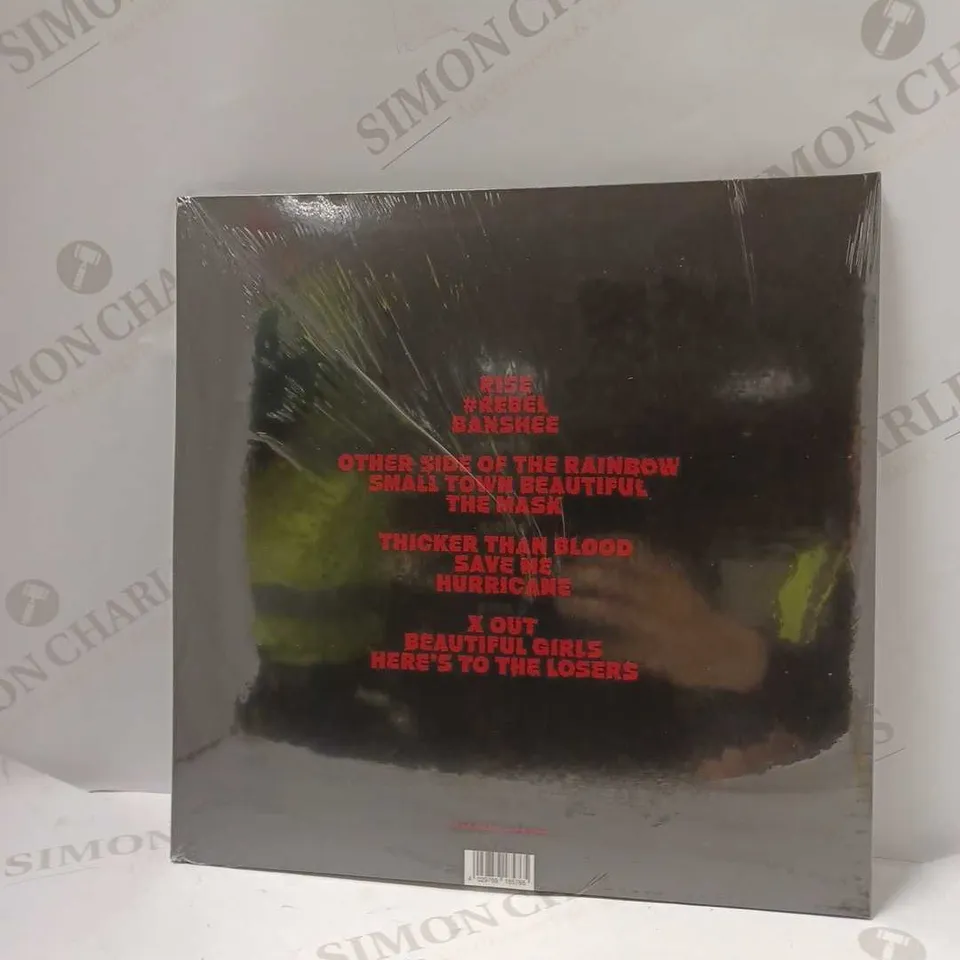 RISE
#REBEL
BANSHEE
OTHER SIDE OF THE RAINBOW
SMALL TOWN BEAUTIFUL
THE MASK
THICKER THAN BLOOD
SAVE ME
HURRICANE
X OUT
BEAUTIFUL GIRLS
HERE'S TO THE LOSERS
SIMON CHARLES